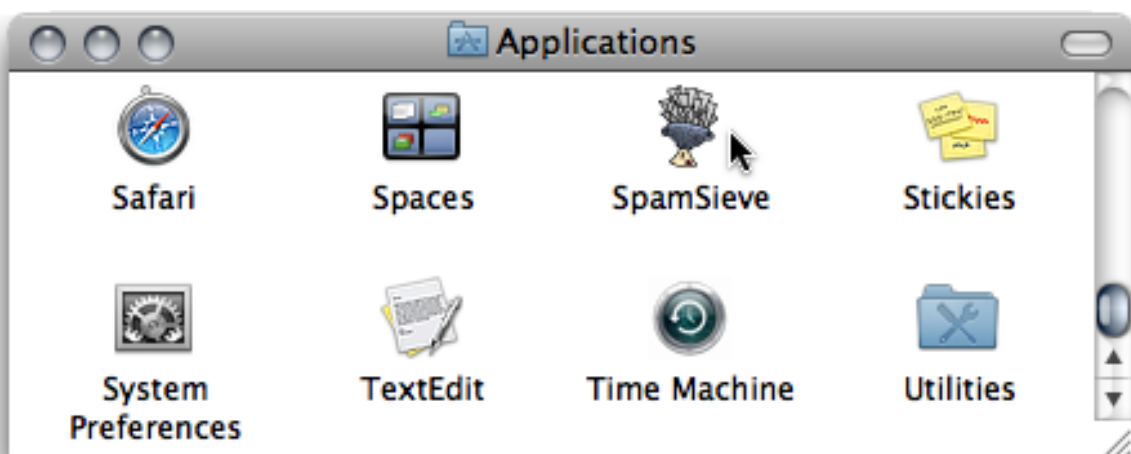 Applications
Safari
Spaces
SpamSieve
Stickies
System
Preferences
TextEdit
Time Machine
Utilities